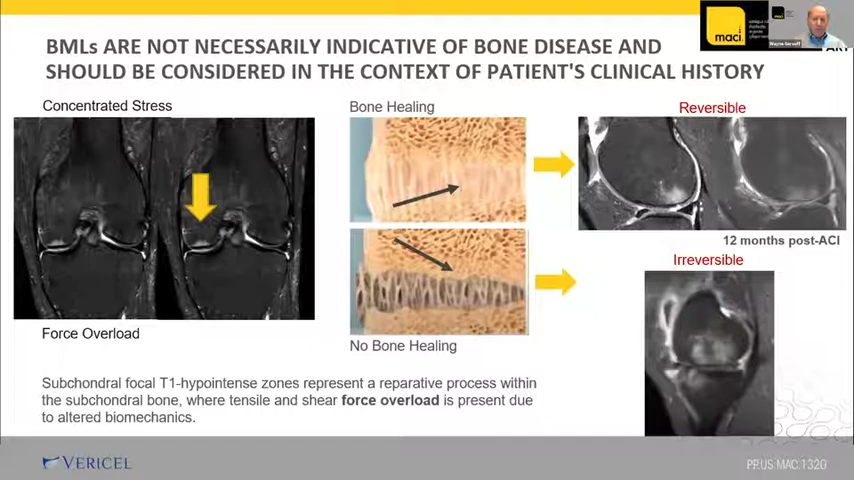 BMLs ARE NOT NECESSARILY INDICATIVE OF BONE DISEASE AND
SHOULD BE CONSIDERED IN THE CONTEXT OF PATIENT'S CLINICAL HISTORY
maci
maci
Concentrated Stress
Force Overload
Bone Healing
No Bone Healing
Reversible
12 months post-ACI
Irreversible
Subchondral focal T1-hypointense zones represent a reparative process within
the subchondral bone, where tensile and shear force overload is present due
to altered biomechanics.
VERICEL
PP.US.MAC.1320